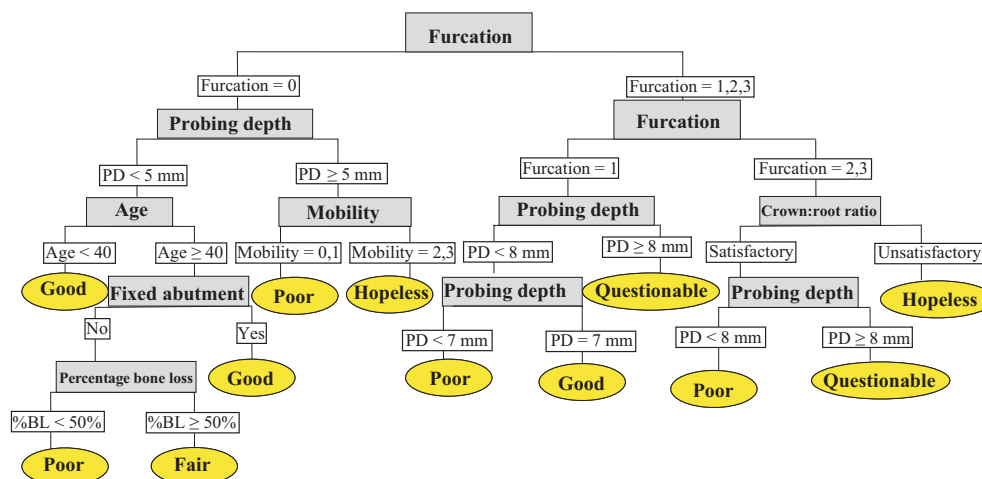 Furcation
Furcation = 0
Furcation = 1,2,3
Probing depth
Furcation
PD < 5 mm
PD ≥ 5 mm
Furcation = 1
Furcation = 2,3
Age
Mobility
Probing depth
Crown:root ratio
Age < 40
Age ≥ 40
Mobility = 0,1
Mobility = 2,3
PD < 8 mm
PD ≥ 8 mm
Satisfactory
Unsatisfactory
Good
Fixed abutment
Poor
Hopeless
Probing depth
Questionable
Probing depth
Hopeless
No
Yes
PD < 7 mm
PD = 7 mm
PD < 8 mm
PD ≥ 8 mm
Percentage bone loss
Good
Poor
Good
Poor
Questionable
%BL < 50%
%BL ≥ 50%
Poor
Fair